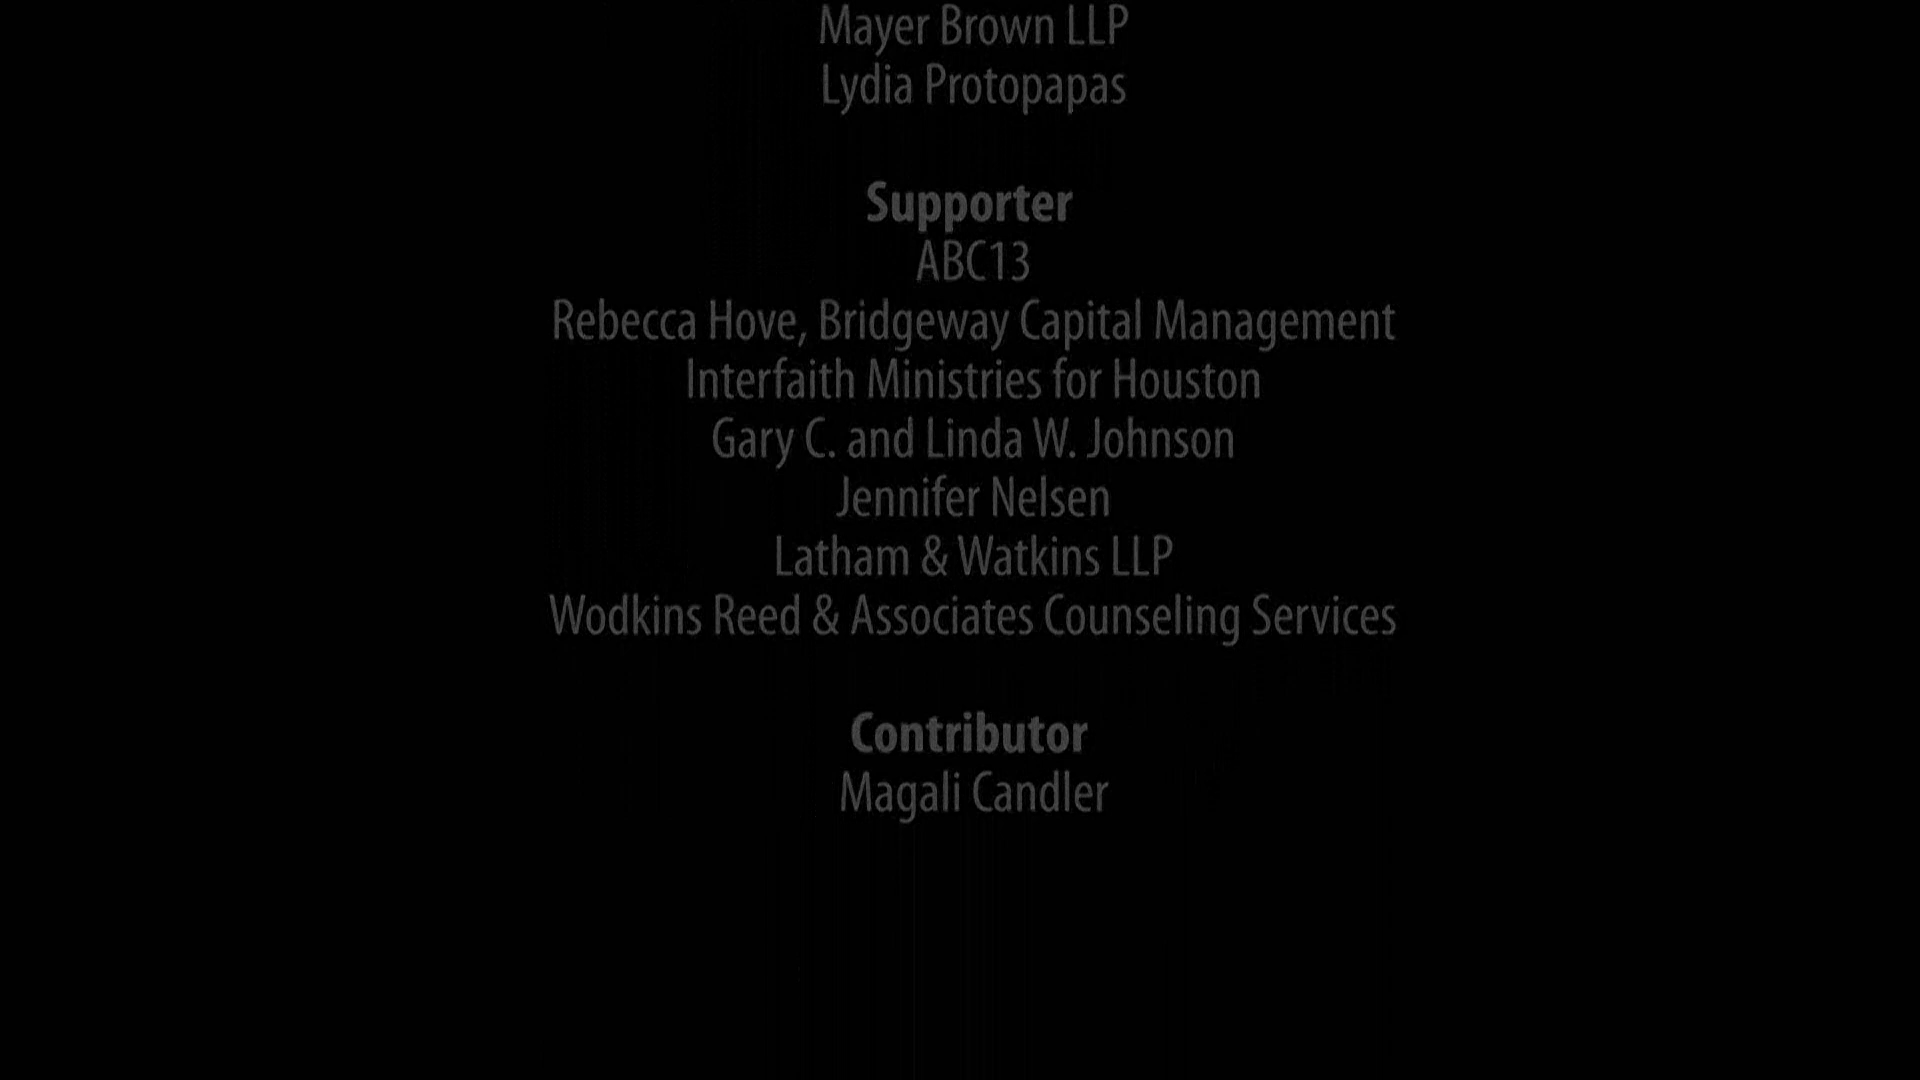 Mayer Brown LLP
Lydia Protopapas
Supporter
ABC13
Rebecca Hove, Bridgeway Capital Management
Interfaith Ministries for Houston
Gary C. and Linda W. Johnson
Jennifer Nelsen
Latham & Watkins LLP
Wodkins Reed & Associates Counseling Services
Contributor
Magali Candler